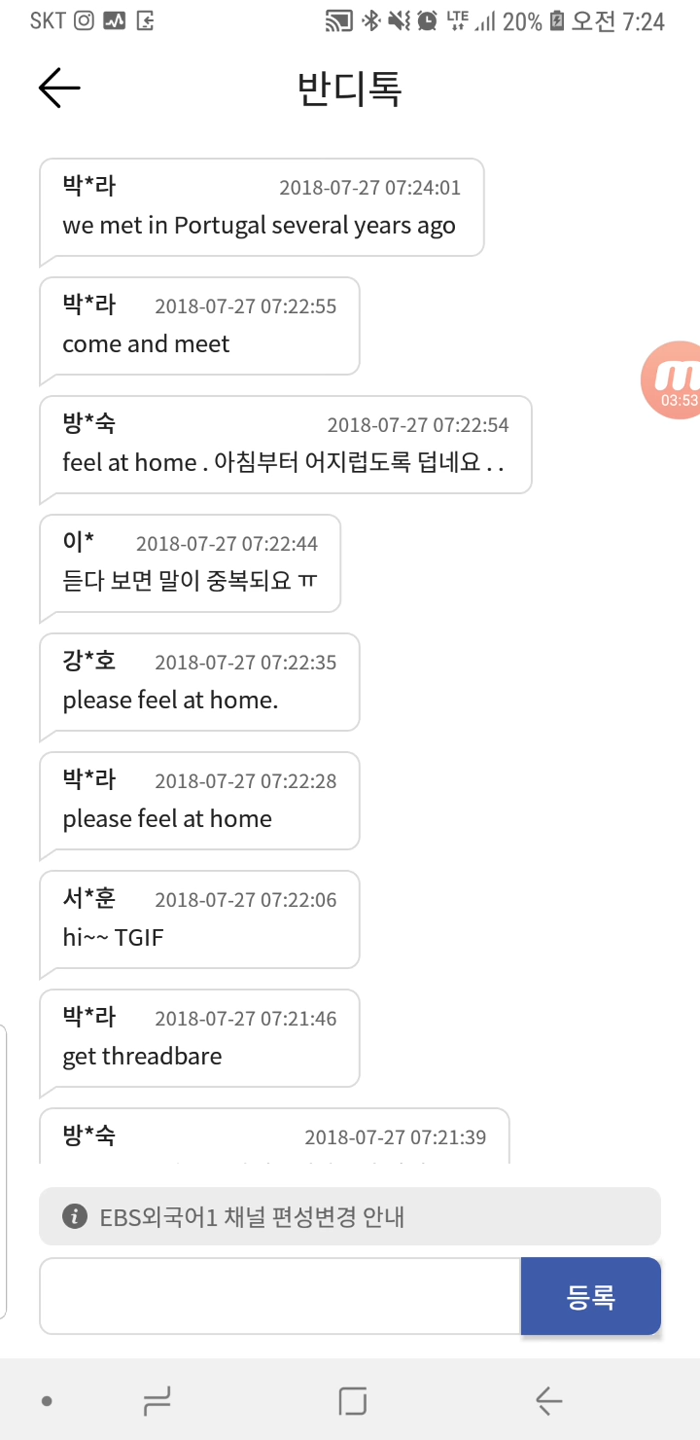 SKT LTE 20% 오전 7:24
반디톡
박*라 2018-07-27 07:24:01
we met in Portugal several years ago
박*라 2018-07-27 07:22:55
come and meet
03:53
방*숙 2018-07-27 07:22:54
feel at home . 아침부터 어지럽도록 덥네요 . .
이* 2018-07-27 07:22:44
듣다 보면 말이 중복되요 ㅠ
강*호 2018-07-27 07:22:35
please feel at home.
박*라 2018-07-27 07:22:28
please feel at home
서*훈 2018-07-27 07:22:06
hi~~ TGIF
박*라 2018-07-27 07:21:46
get threadbare
방*숙 2018-07-27 07:21:39
EBS외국어1 채널 편성변경 안내
등록